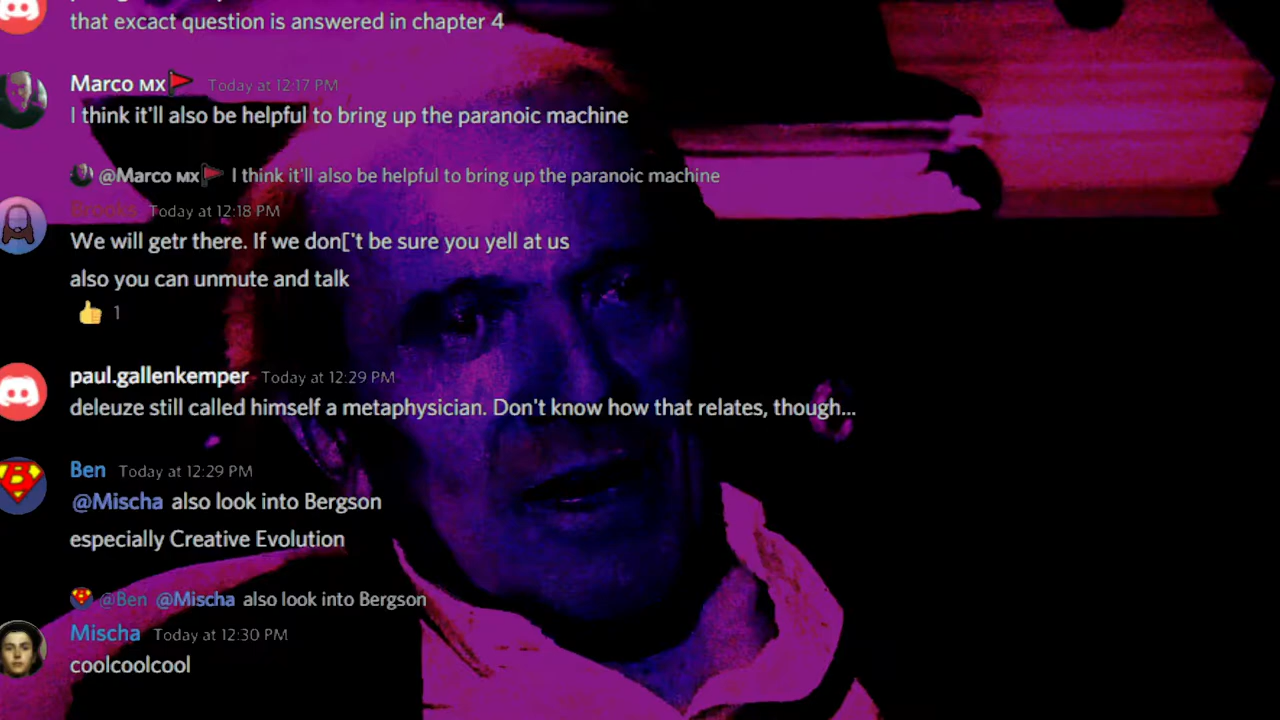 that excact question is answered in chapter 4
Marco MX Today at 12:17 PM
I think it'll also be helpful to bring up the paranoic machine
@Marco MX I think it'll also be helpful to bring up the paranoic machine
Brooks Today at 12:18 PM
We will getr there. If we don['t be sure you yell at us
also you can unmute and talk
1
paul.gallenkemper Today at 12:29 PM
deleuze still called himself a metaphysician. Don't know how that relates, though...
Ben Today at 12:29 PM
@Mischa also look into Bergson
especially Creative Evolution
@Ben @Mischa also look into Bergson
Mischa Today at 12:30 PM
coolcoolcool